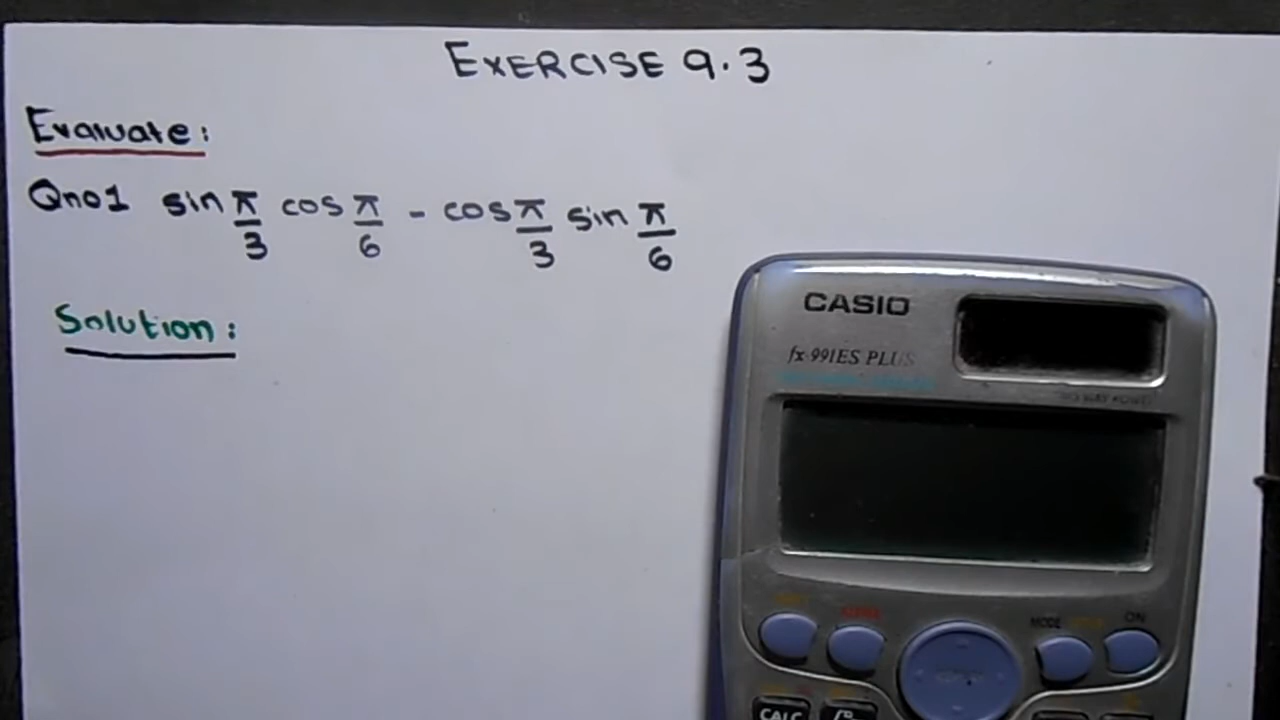 EXERCISE 9.3
Evaluate:
Qno1 sin π/3 cos π/6 - cos π/3 sin π/6
Solution:
CASIO
fx-991ES PLUS
MODE
ON
CALC